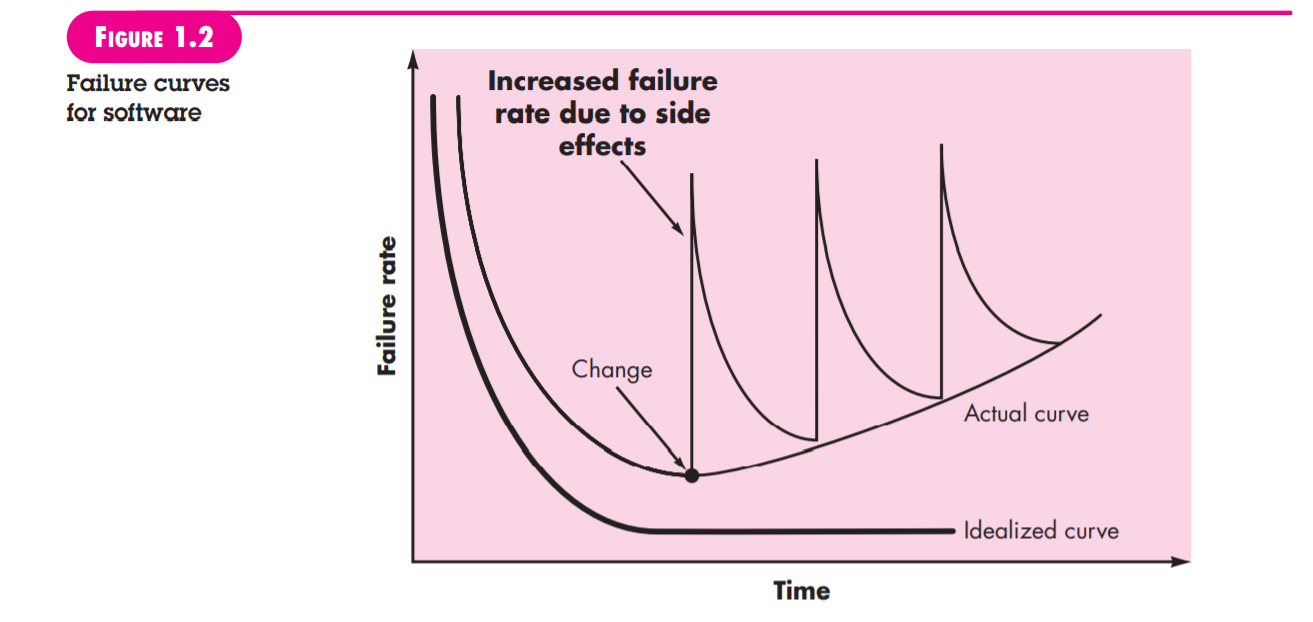 FIGURE 1.2
Failure curves
for software
Increased failure
rate due to side
effects
Failure rate
Change
Actual curve
Idealized curve
Time